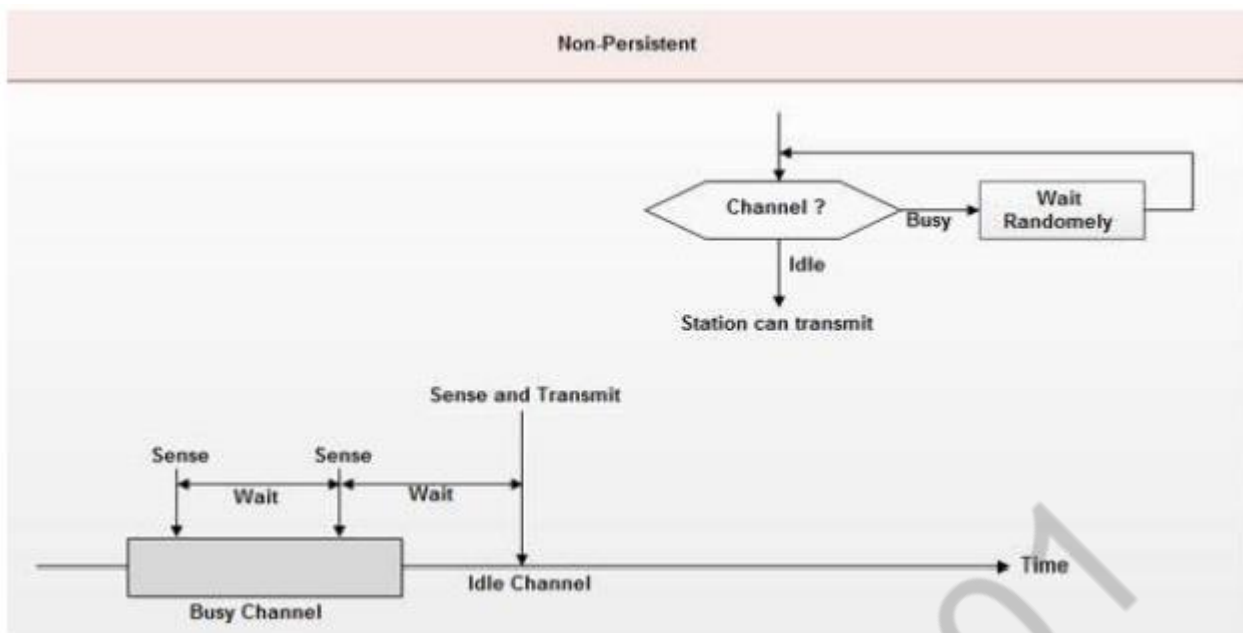 Non-Persistent
Channel ?
Busy
Wait
Randomely
Idle
Station can transmit
Sense and Transmit
Sense
Sense
Wait
Wait
Time
Idle Channel
Busy Channel
01